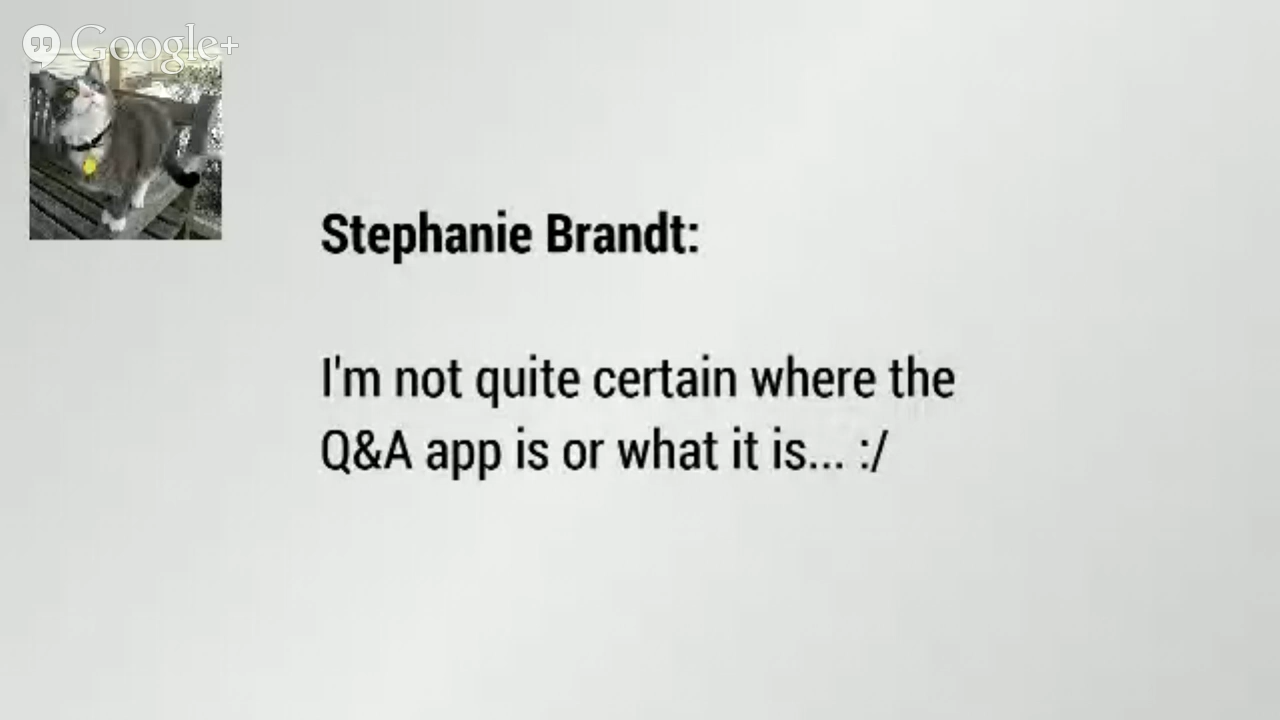 Google+
Stephanie Brandt:
I'm not quite certain where the
Q&A app is or what it is... :/